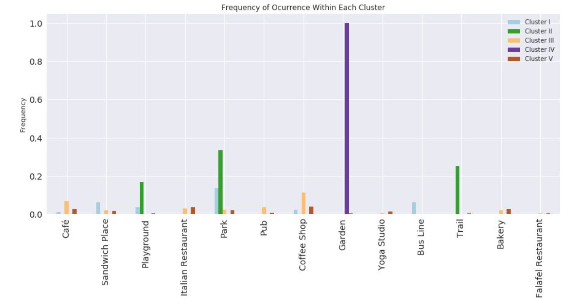 Frequency of Ocurrence Within Each Cluster
Frequency
1.0
0.8
0.6
0.4
0.2
0.0
Cluster I
Cluster II
Cluster III
Cluster IV
Cluster V
Café
Sandwich Place
Playground
Italian Restaurant
Park
Pub
Coffee Shop
Garden
Yoga Studio
Bus Line
Trail
Bakery
Falafel Restaurant